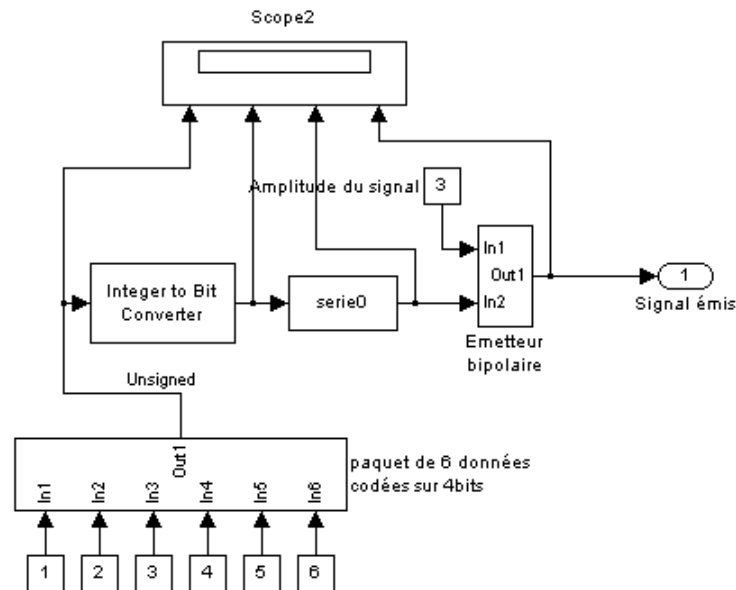 Scope2
Amplitude du signal
3
In1
Out1
In2
Emetteur
bipolaire
1
Signal émis
Integer to Bit
Converter
serie0
Unsigned
Out1
In1
In2
In3
In4
In5
In6
paquet de 6 données
codées sur 4bits
1
2
3
4
5
6